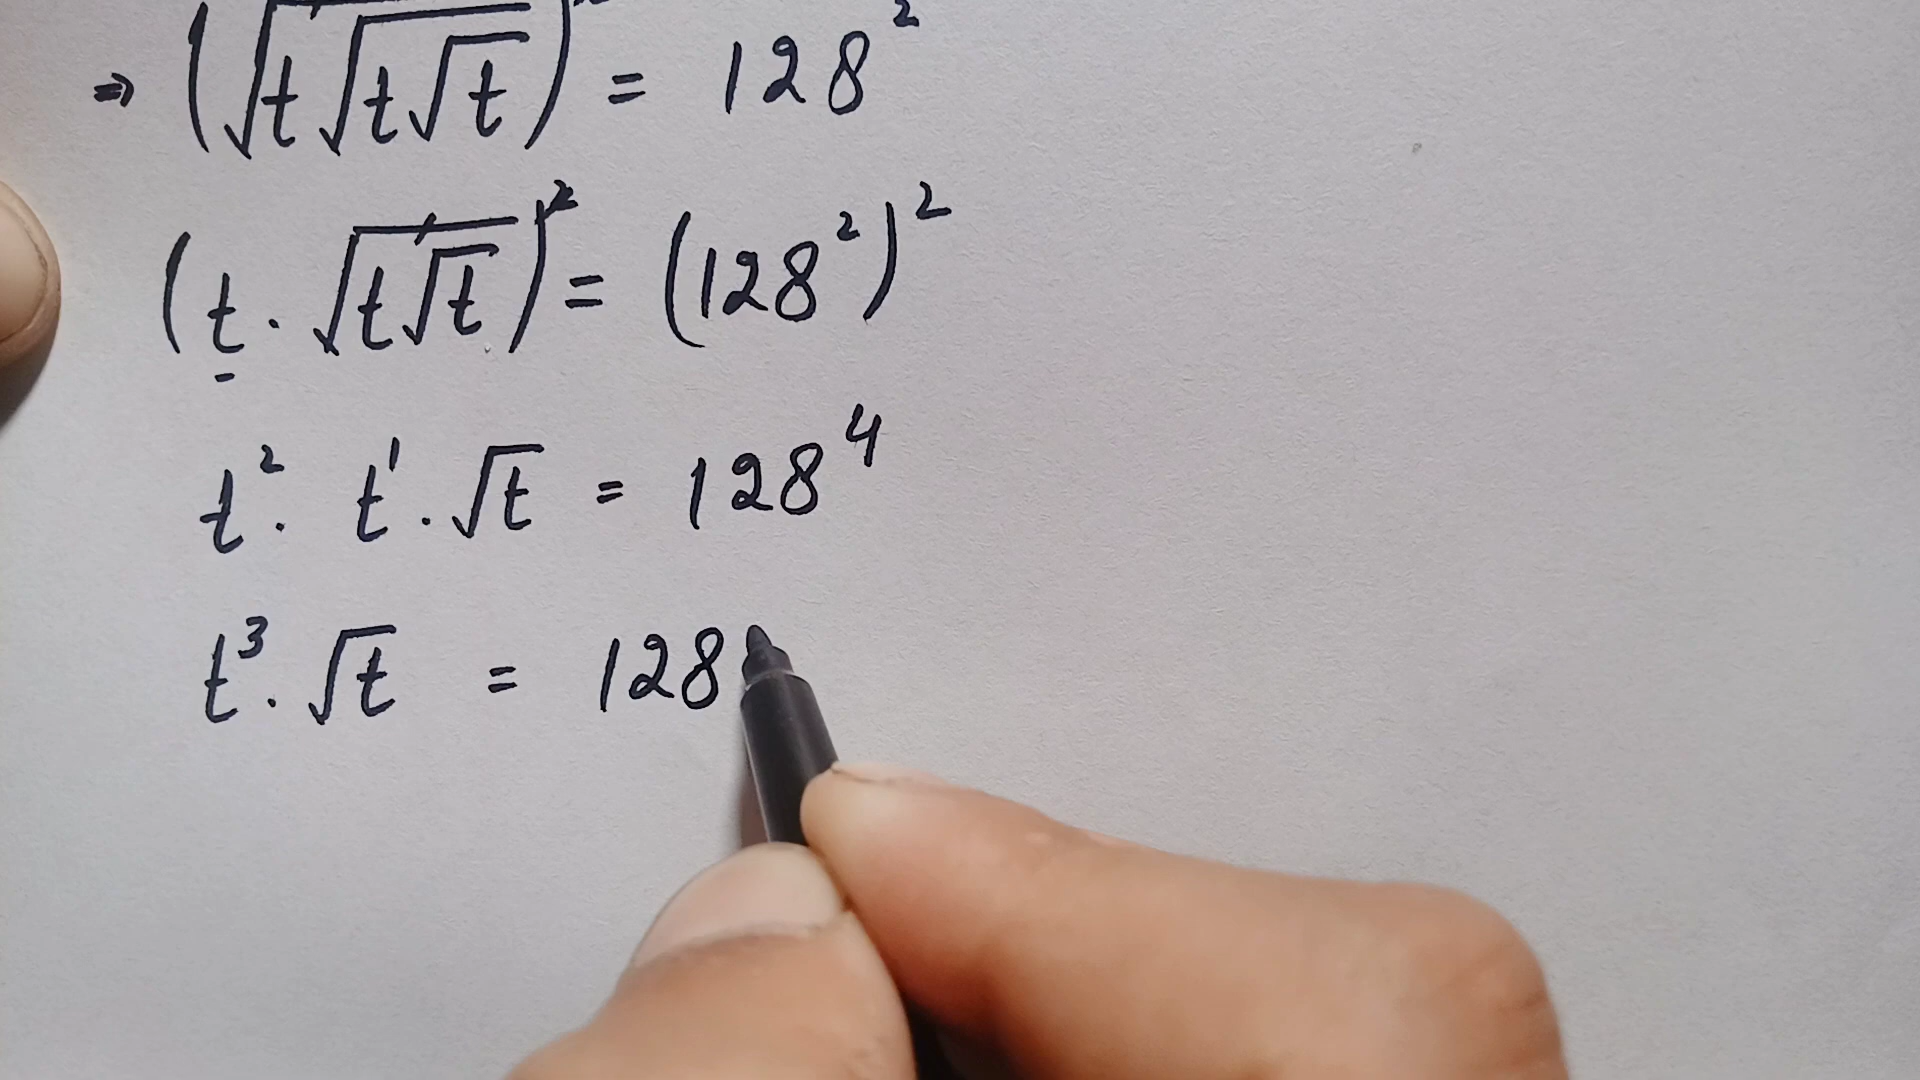 ⇒ (√(t√(t√t)))² = 128²
(t · √(t√t))² = (128²)²
t² · t¹ · √t = 128⁴
t³ · √t = 128